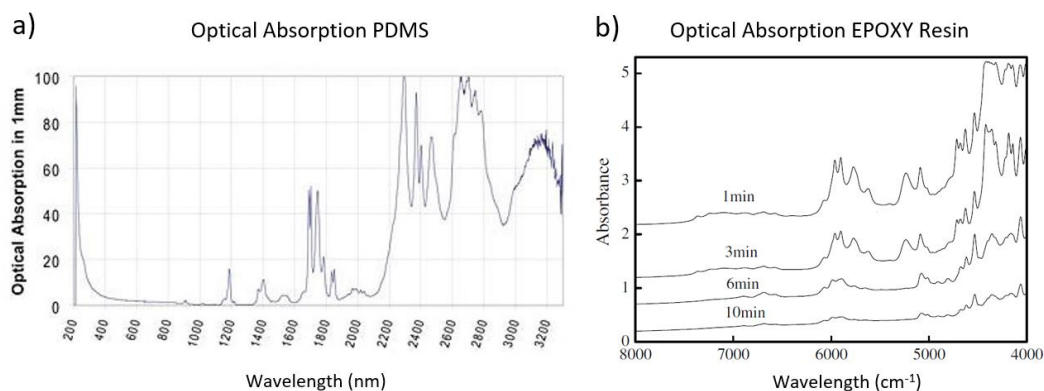 a)
Optical Absorption PDMS
Optical Absorption in 1mm
100
80
60
40
20
0
200
400
600
800
1000
1200
1400
1600
1800
2000
2200
2400
2600
2800
3000
3200
Wavelength (nm)
b)
Optical Absorption EPOXY Resin
Absorbance
5
4
3
2
1
0
1min
3min
6min
10min
8000
7000
6000
5000
4000
Wavelength (cm⁻¹)